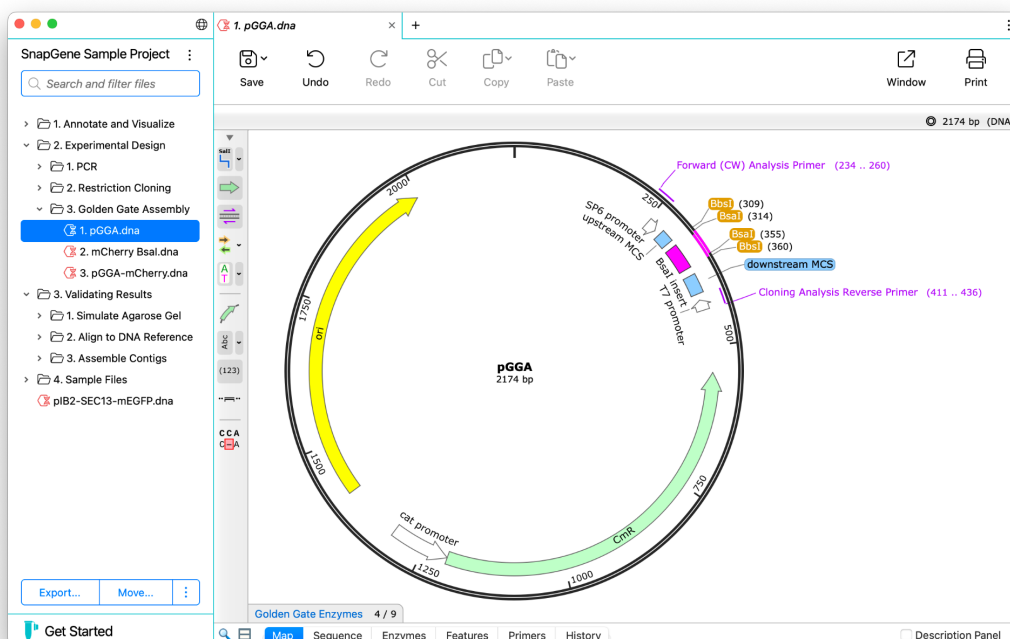 1. pGGA.dna
SnapGene Sample Project
Search and filter files
1. Annotate and Visualize
2. Experimental Design
1. PCR
2. Restriction Cloning
3. Golden Gate Assembly
1. pGGA.dna
2. mCherry BsaI.dna
3. pGGA-mCherry.dna
3. Validating Results
1. Simulate Agarose Gel
2. Align to DNA Reference
3. Assemble Contigs
4. Sample Files
pIB2-SEC13-mEGFP.dna
Export...
Move...
Get Started
Save
Undo
Redo
Cut
Copy
Paste
Window
Print
2174 bp (DNA
SalI
A
T
Abc
(123)
CCA
C-A
Forward (CW) Analysis Primer (234 .. 260)
BbsI (309)
BsaI (314)
BsaI (355)
BbsI (360)
downstream MCS
Cloning Analysis Reverse Primer (411 .. 436)
SP6 promoter
upstream MCS
BsaI insert
T7 promoter
250
500
750
1000
1250
1500
1750
2000
ori
CmR
cat promoter
pGGA
2174 bp
Golden Gate Enzymes 4 / 9
Map
Sequence
Enzymes
Features
Primers
History
Description Panel